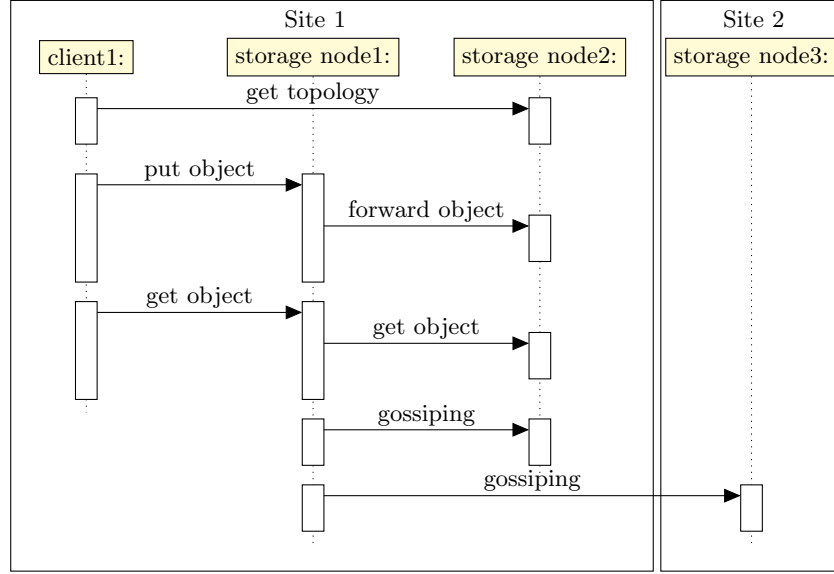 Site 1
Site 2
client1:
storage node1:
storage node2:
storage node3:
get topology
put object
forward object
get object
get object
gossiping
gossiping